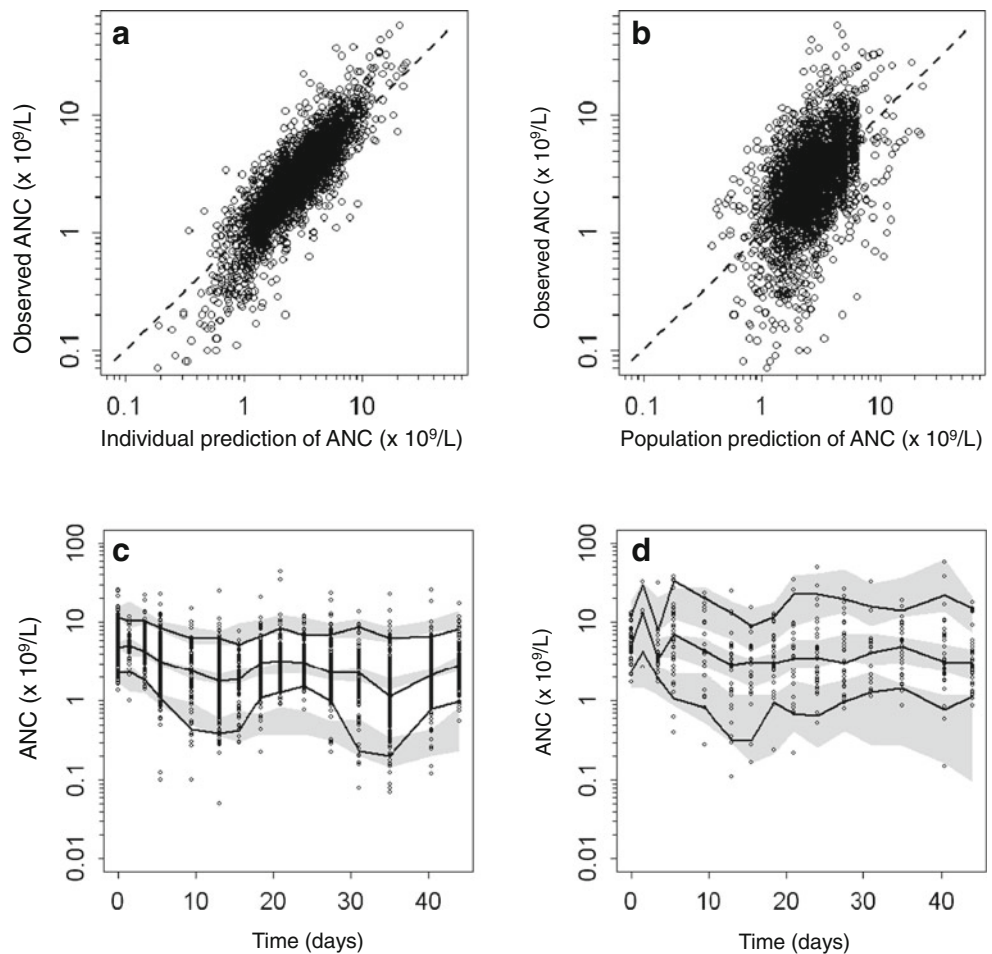 a
b
Observed ANC (x 10⁹/L)
10
1
0.1
0.1 1 10
Individual prediction of ANC (x 10⁹/L)
Observed ANC (x 10⁹/L)
10
1
0.1
0.1 1 10
Population prediction of ANC (x 10⁹/L)
c
d
ANC (x 10⁹/L)
100
10
1
0.1
0.01
0 10 20 30 40
Time (days)
ANC (x 10⁹/L)
100
10
1
0.1
0.01
0 10 20 30 40
Time (days)